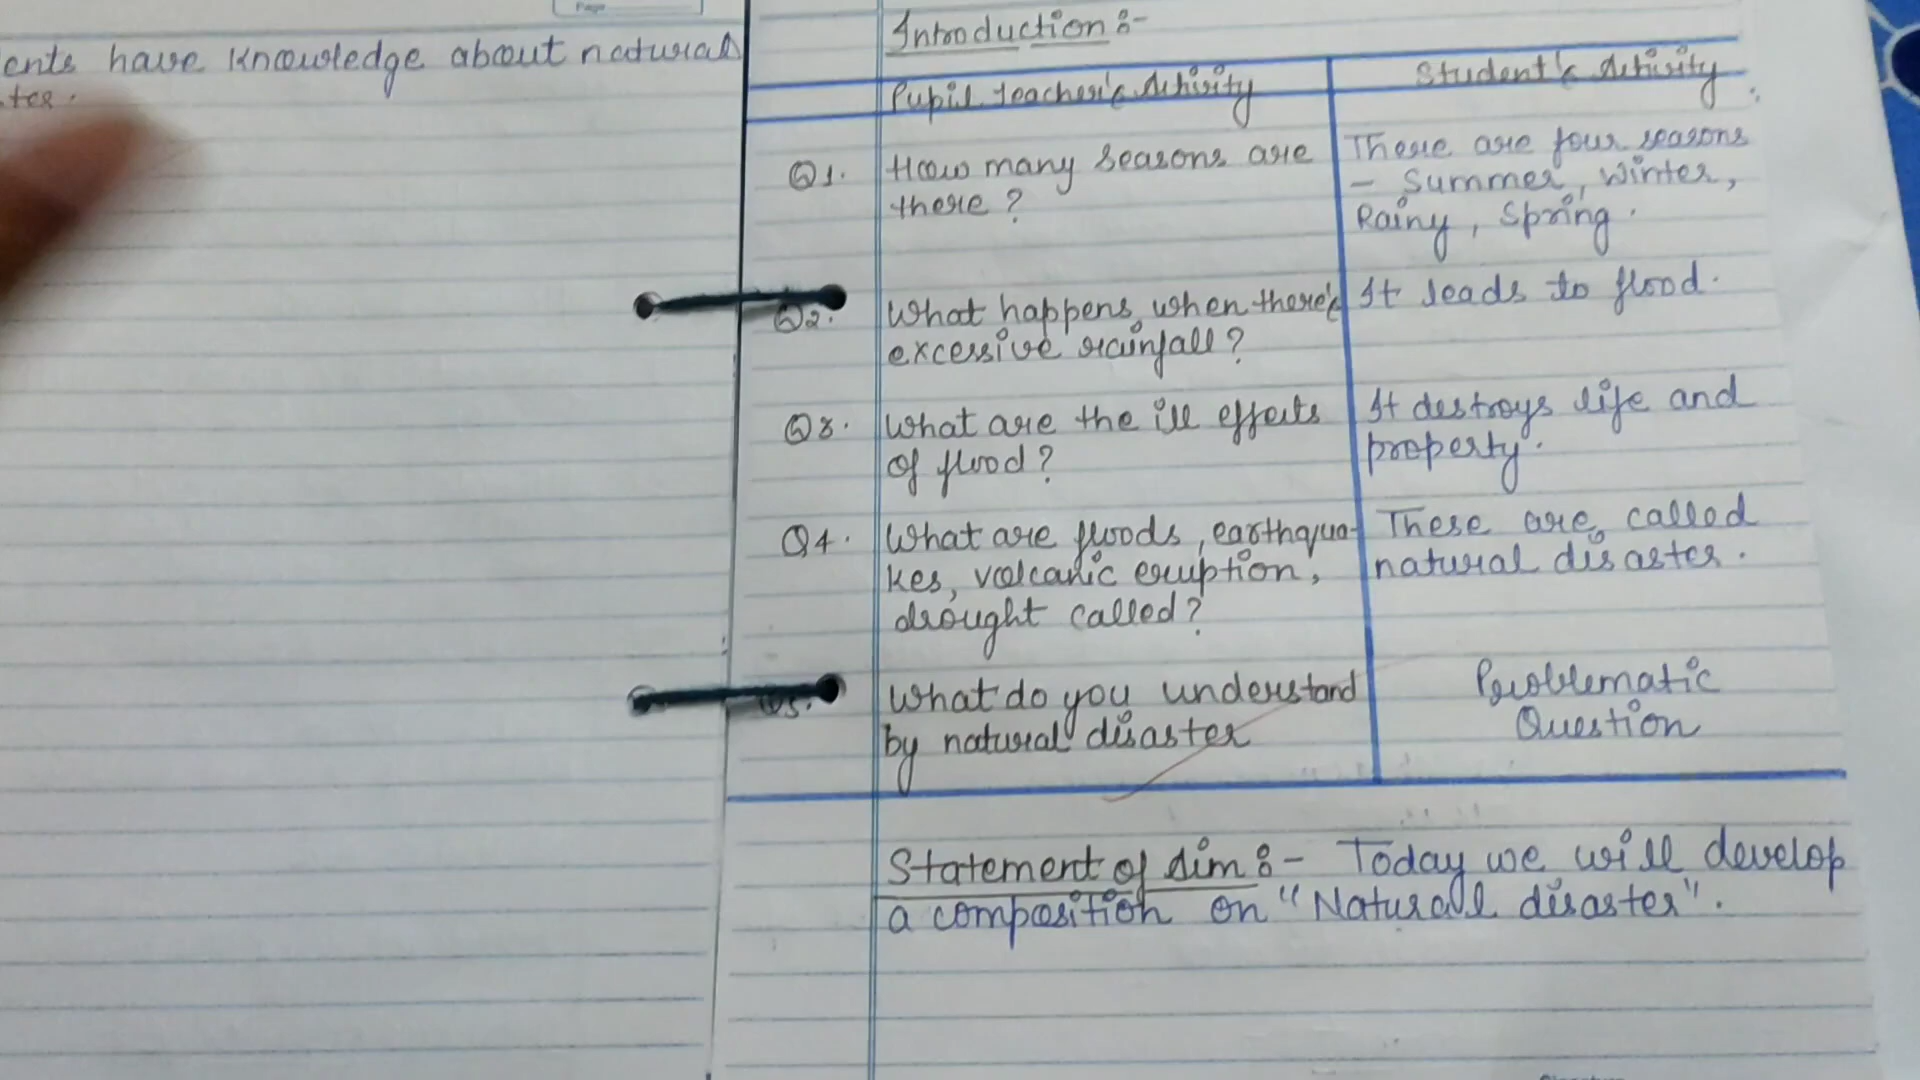 Page
ents have knowledge about natural
ter.
Introduction :-
Pupil teacher's Activity
Student's Activity
Q1. How many seasons are there?
There are four seasons
- Summer, Winter,
Rainy, Spring.
Q2. What happens when there's
excessive rainfall?
It leads to flood.
Q3. What are the ill effects
of flood?
It destroys life and
property.
Q4. What are floods, earthqua-
kes, volcanic eruption,
drought called?
These are called
natural disaster.
Q5. What do you understand
by natural disaster
Problematic
Question
Statement of Aim :- Today we will develop
a composition on "Natural disaster".